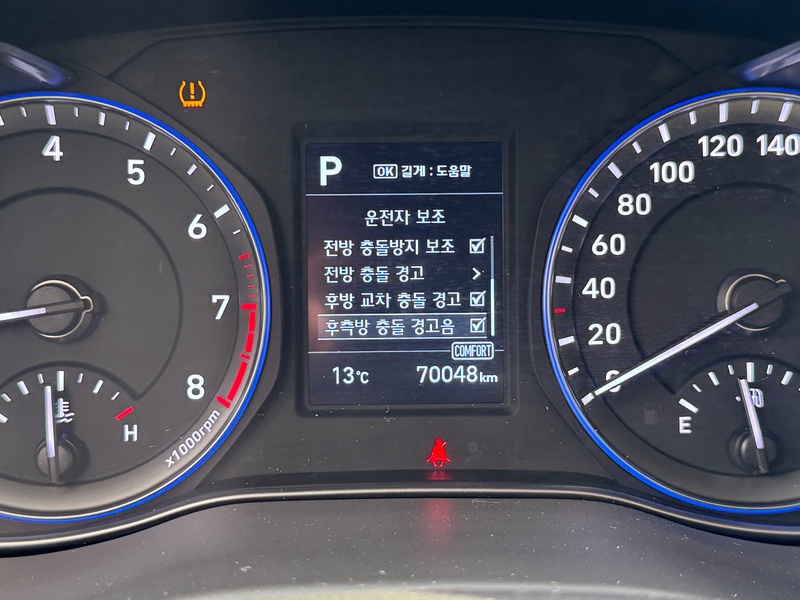 4
5
6
7
8
x1000rpm
H
P OK 길게 : 도움말
운전자 보조
전방 충돌방지 보조
전방 충돌 경고 >
후방 교차 충돌 경고
후측방 충돌 경고음
COMFORT
13°C 70048km
0
20
40
60
80
100
120
140
E